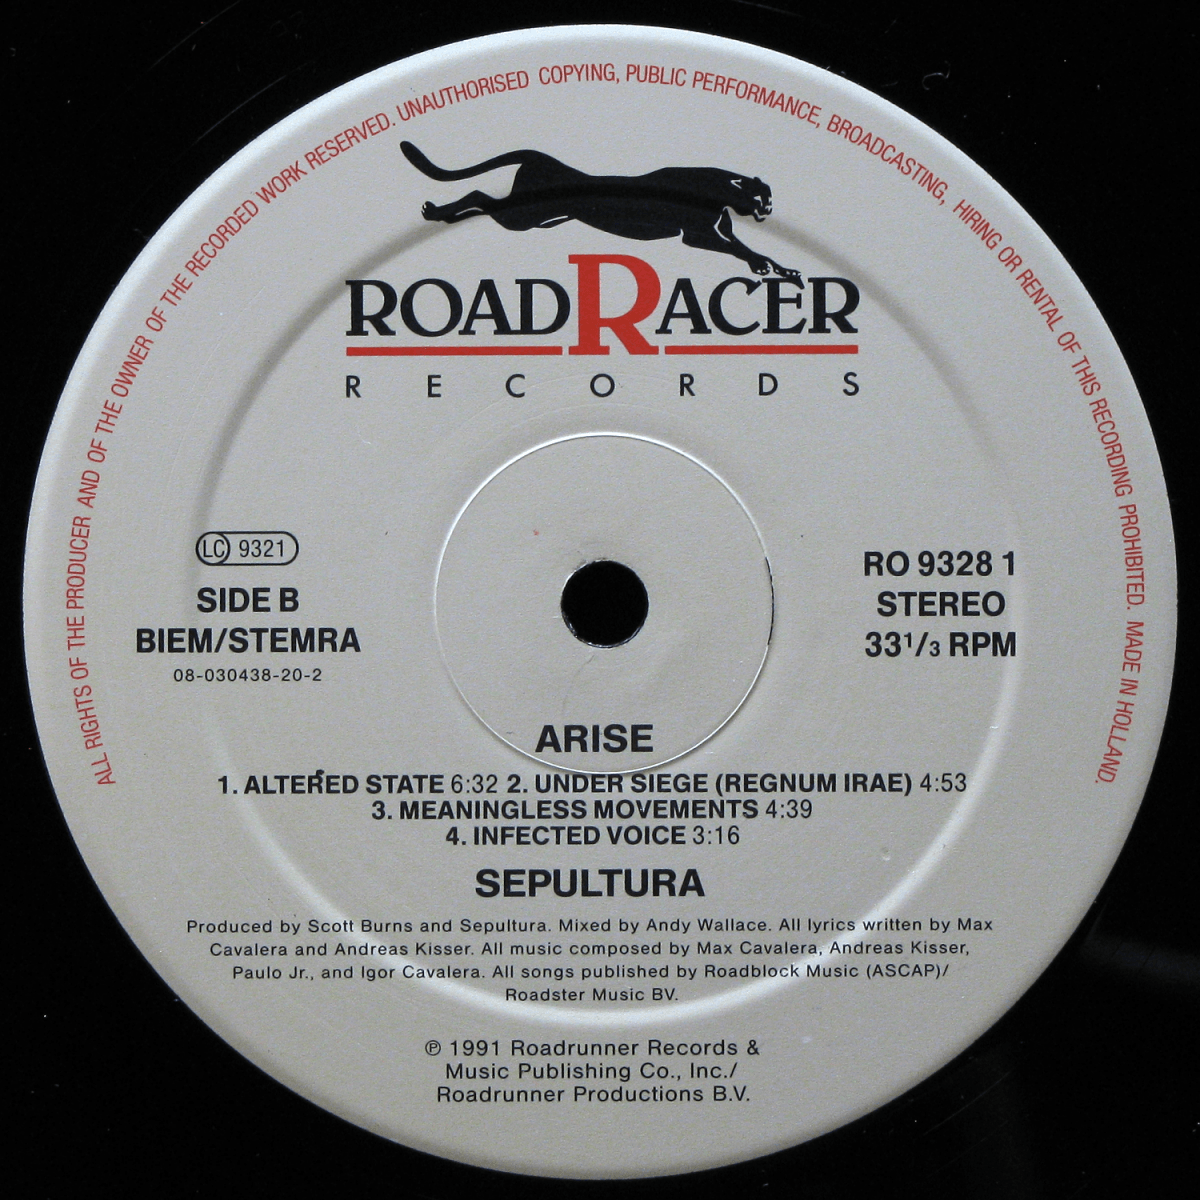 ALL RIGHTS OF THE PRODUCER AND OF THE OWNER OF THE RECORDED WORK RESERVED. UNAUTHORISED COPYING, PUBLIC PERFORMANCE, BROADCASTING, HIRING OR RENTAL OF THIS RECORDING PROHIBITED. MADE IN HOLLAND.
ROADRACER
RECORDS
LC 9321
SIDE B
BIEM/STEMRA
08-030438-20-2
RO 9328 1
STEREO
33¹/₃ RPM
ARISE
1. ALTERED STATE 6:32 2. UNDER SIEGE (REGNUM IRAE) 4:53
3. MEANINGLESS MOVEMENTS 4:39
4. INFECTED VOICE 3:16
SEPULTURA
Produced by Scott Burns and Sepultura. Mixed by Andy Wallace. All lyrics written by Max
Cavalera and Andreas Kisser. All music composed by Max Cavalera, Andreas Kisser,
Paulo Jr., and Igor Cavalera. All songs published by Roadblock Music (ASCAP)/
Roadster Music BV.
℗ 1991 Roadrunner Records &
Music Publishing Co., Inc./
Roadrunner Productions B.V.